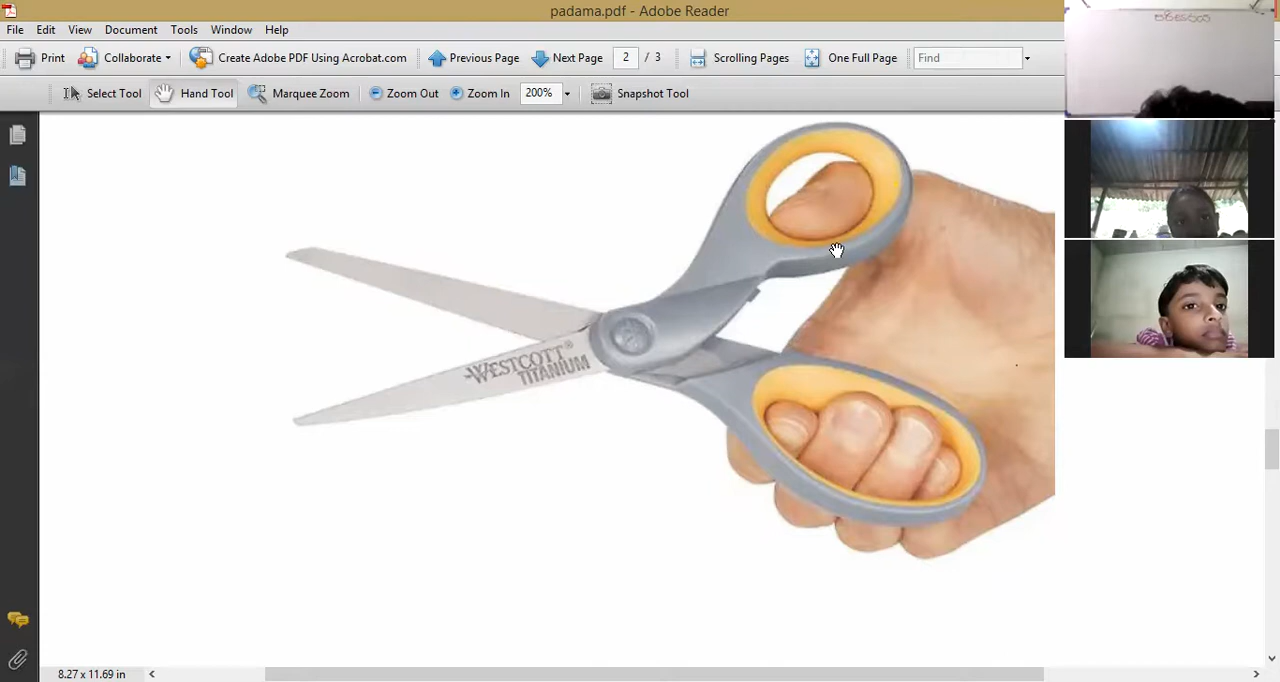 padama.pdf - Adobe Reader
File Edit View Document Tools Window Help
Print Collaborate Create Adobe PDF Using Acrobat.com Previous Page Next Page 2 / 3 Scrolling Pages One Full Page Find
Select Tool Hand Tool Marquee Zoom Zoom Out Zoom In 200% Snapshot Tool
පරිසරය
WESTCOTT®
TITANIUM
8.27 x 11.69 in